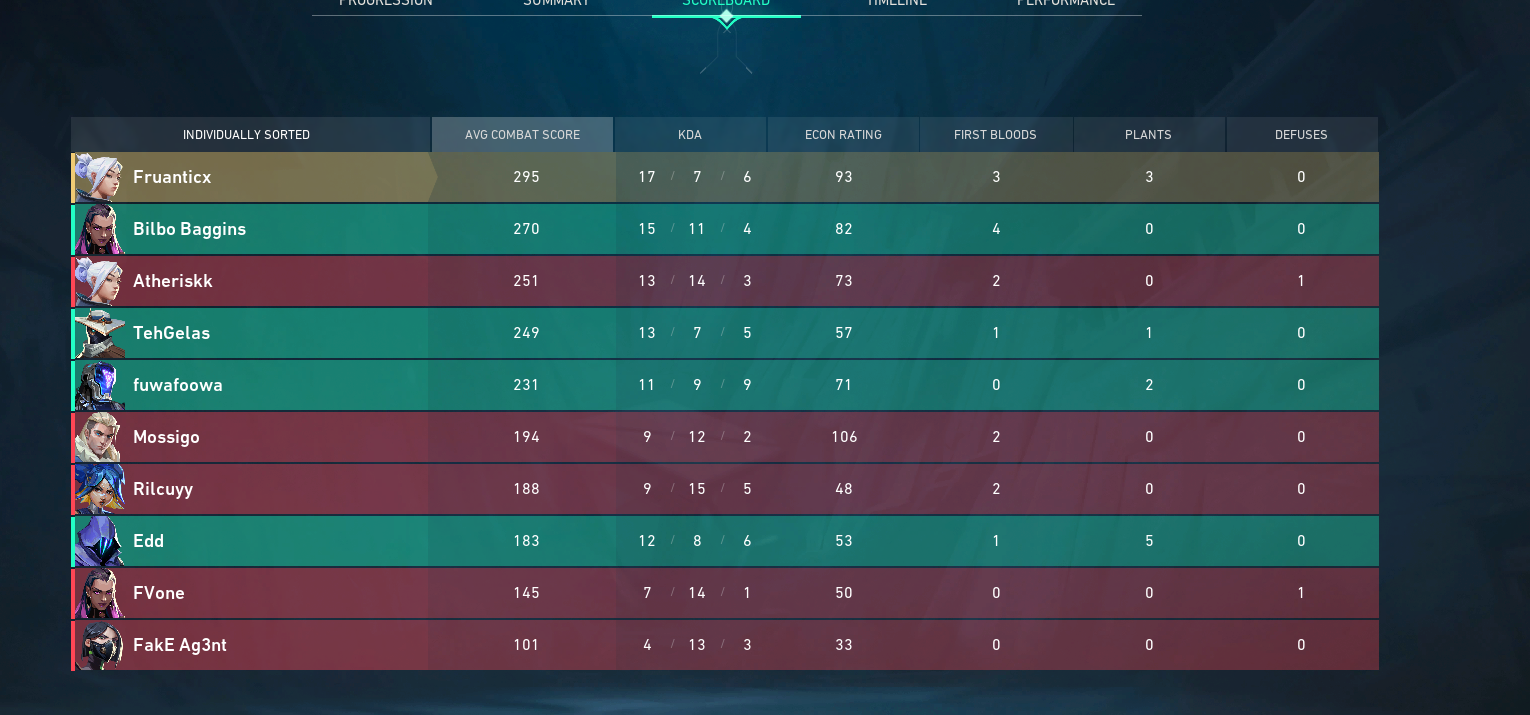 PROGRESSION SUMMARY SCOREBOARD TIMELINE PERFORMANCE
INDIVIDUALLY SORTED AVG COMBAT SCORE KDA ECON RATING FIRST BLOODS PLANTS DEFUSES
Fruanticx 295 17 / 7 / 6 93 3 3 0
Bilbo Baggins 270 15 / 11 / 4 82 4 0 0
Atheriskk 251 13 / 14 / 3 73 2 0 1
TehGelas 249 13 / 7 / 5 57 1 1 0
fuwafoowa 231 11 / 9 / 9 71 0 2 0
Mossigo 194 9 / 12 / 2 106 2 0 0
Rilcuyy 188 9 / 15 / 5 48 2 0 0
Edd 183 12 / 8 / 6 53 1 5 0
FVone 145 7 / 14 / 1 50 0 0 1
FakE Ag3nt 101 4 / 13 / 3 33 0 0 0